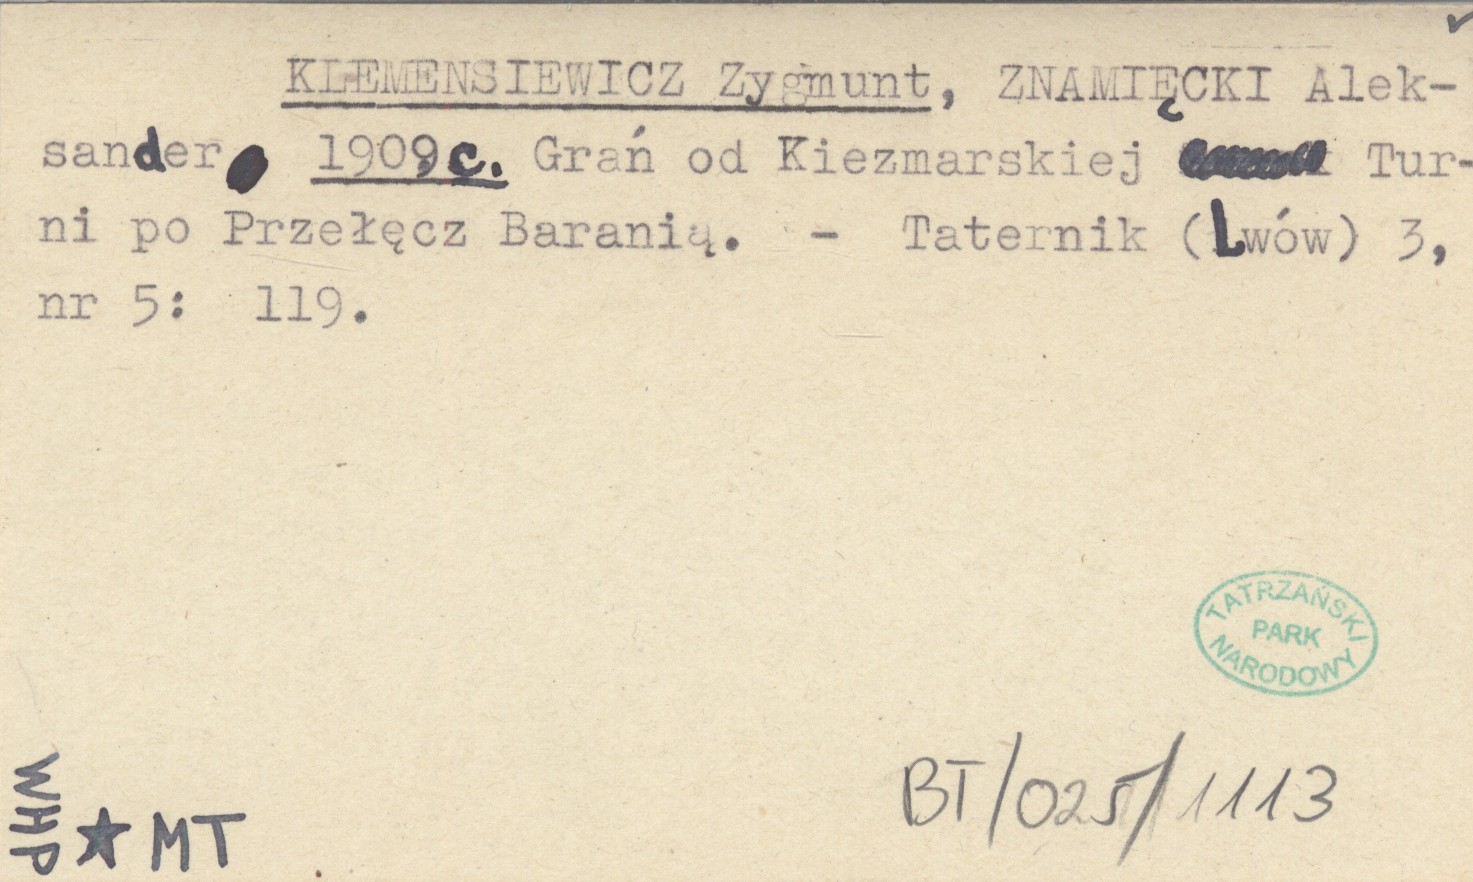 KLEMENSIEWICZ Zygmunt, ZNAMIĘCKI Alek-
sander 1909c. Grań od Kiezmarskiej Tur-
ni po Przełęcz Baranią. - Taternik (Lwów) 3,
nr 5: 119.
TATRZAŃSKI
PARK
NARODOWY
BT/025/1113
WHP
★ MT